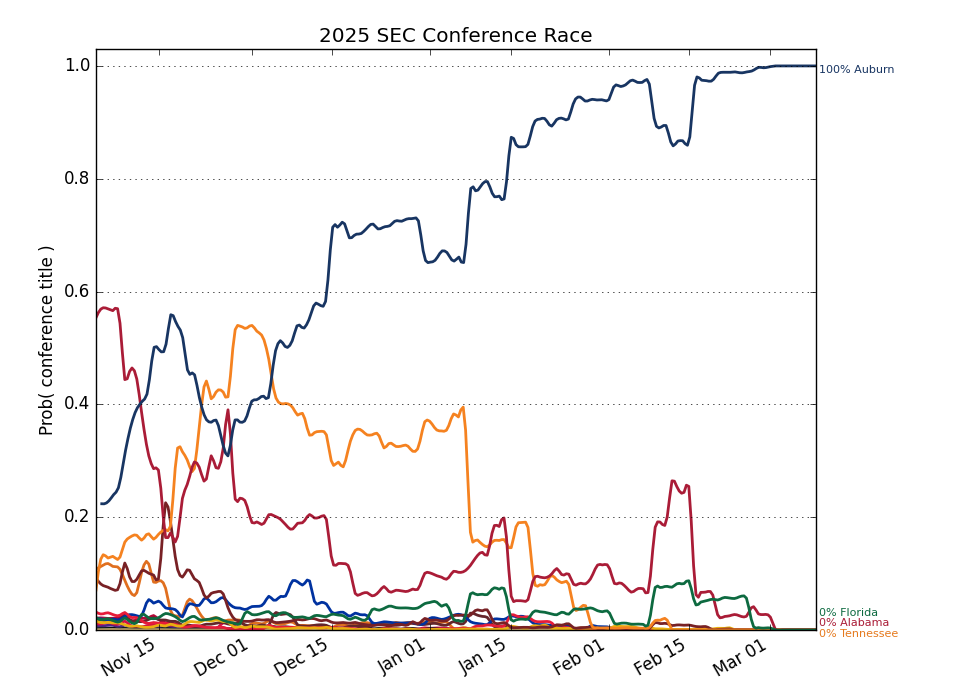 2025 SEC Conference Race
Prob( conference title )
1.0
0.8
0.6
0.4
0.2
0.0
Nov 15
Dec 01
Dec 15
Jan 01
Jan 15
Feb 01
Feb 15
Mar 01
100% Auburn
0% Florida
0% Alabama
0% Tennessee